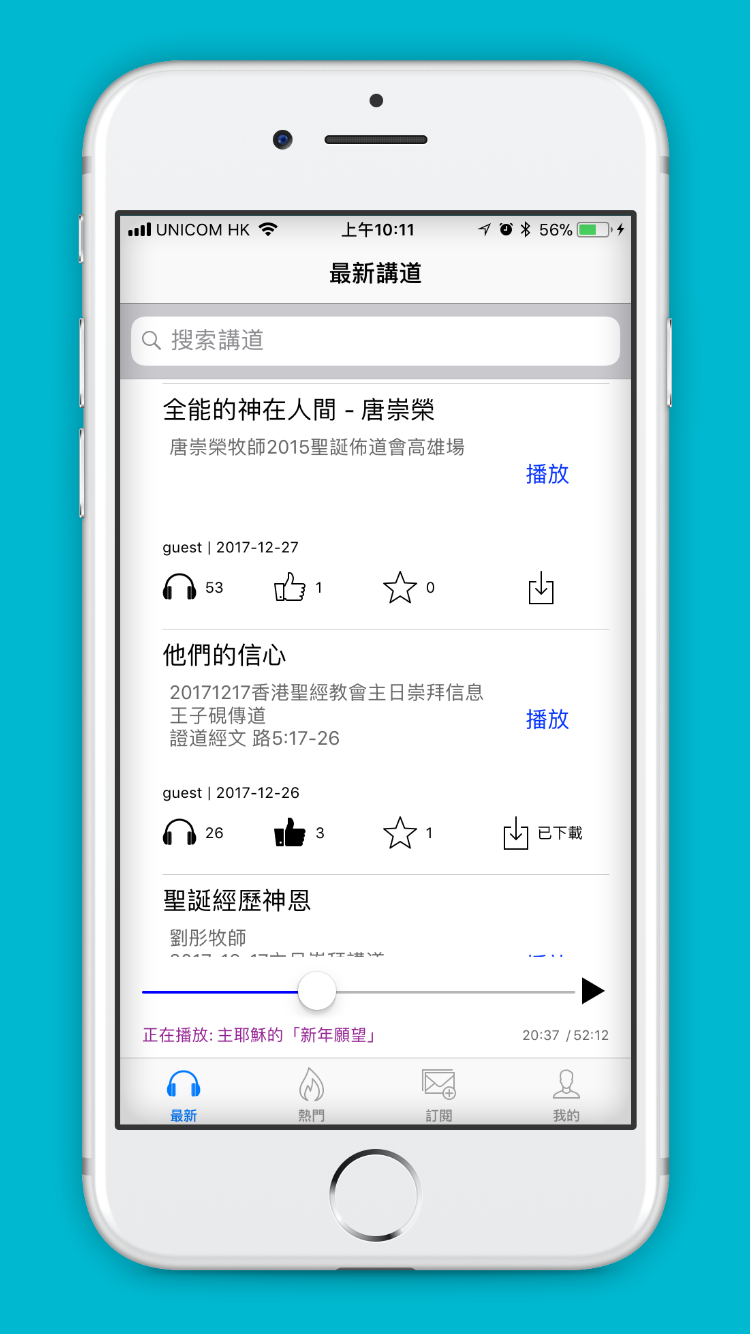 UNICOM HK 上午10:11 56%
最新講道
搜索講道
全能的神在人間 - 唐崇榮
唐崇榮牧師2015聖誕佈道會高雄場
播放
guest | 2017-12-27
53 1 0
他們的信心
20171217香港聖經教會主日崇拜信息
王子硯傳道
證道經文 路5:17-26
播放
guest | 2017-12-26
26 3 1 已下載
聖誕經歷神恩
劉彤牧師
正在播放: 主耶穌的「新年願望」 20:37 / 52:12
最新 熱門 訂閱 我的